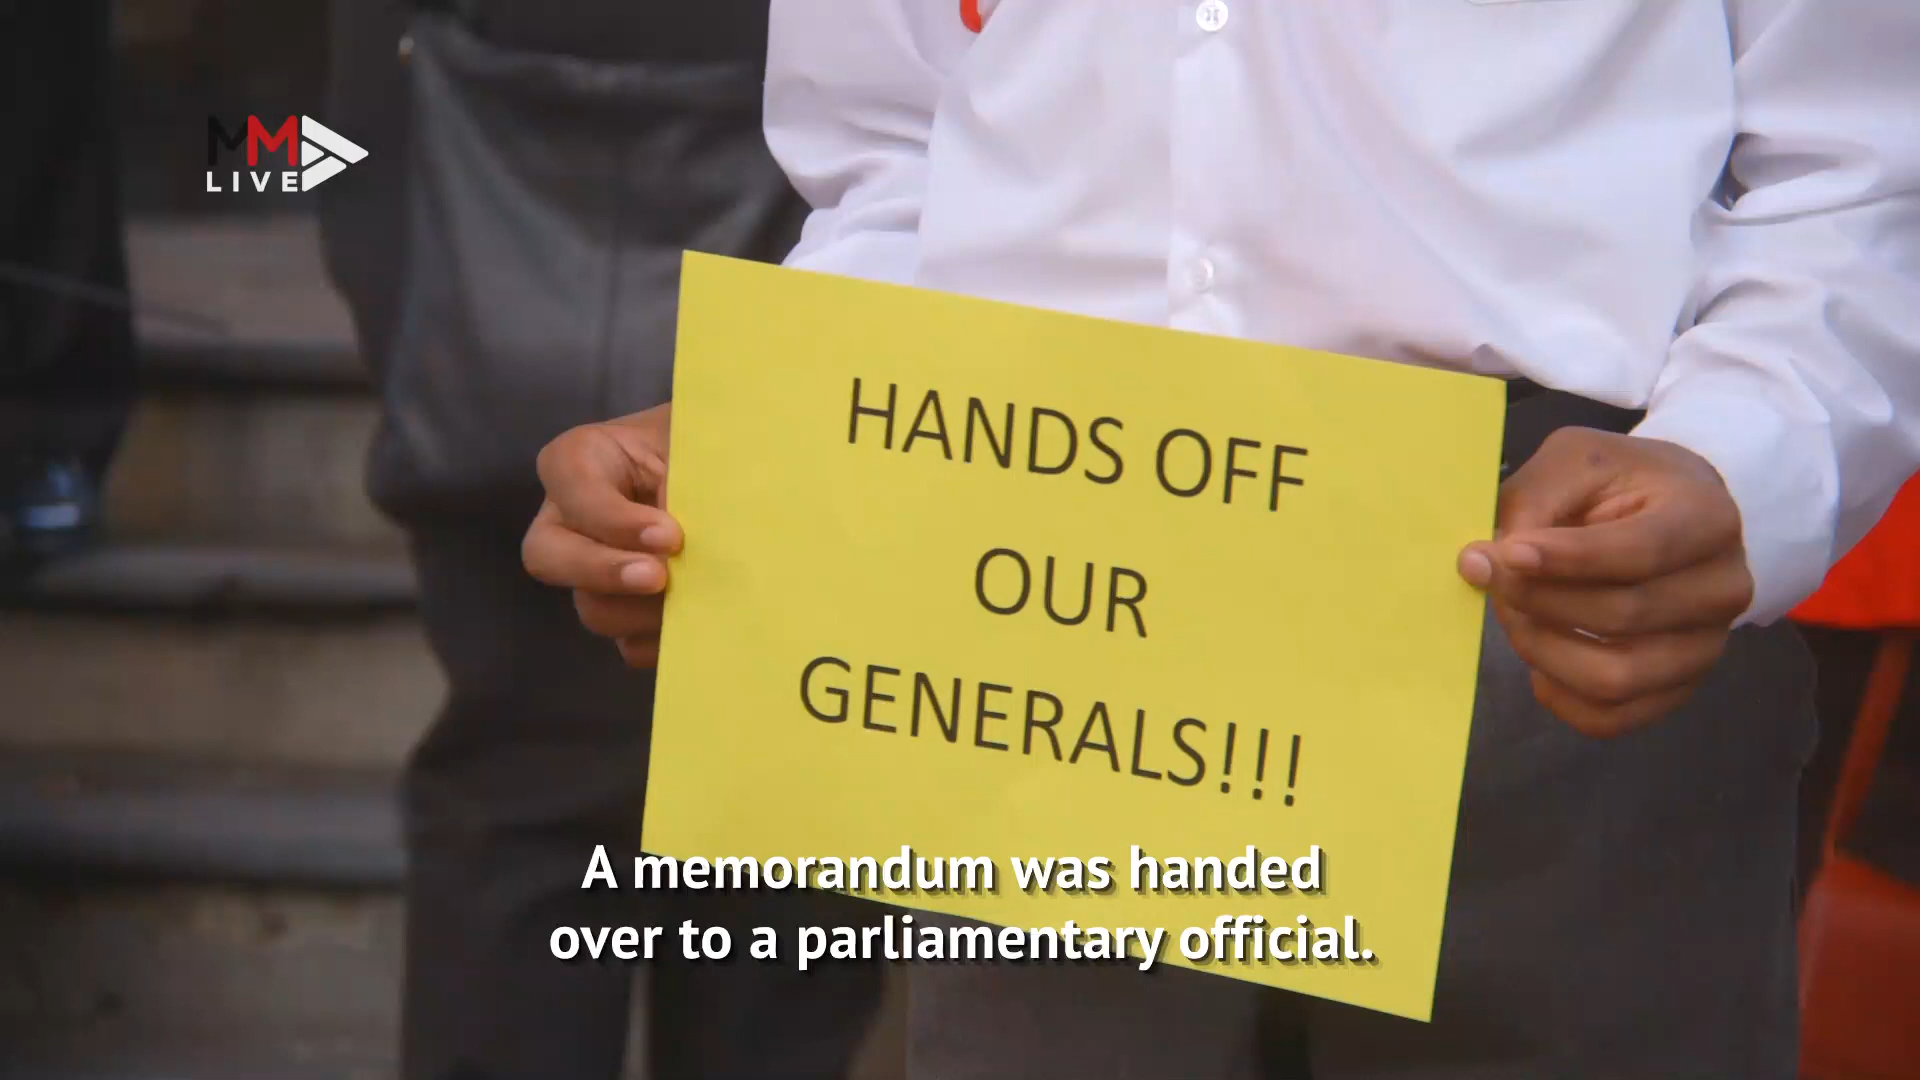 MM
LIVE
HANDS OFF
OUR
GENERALS!!!
A memorandum was handed
over to a parliamentary official.